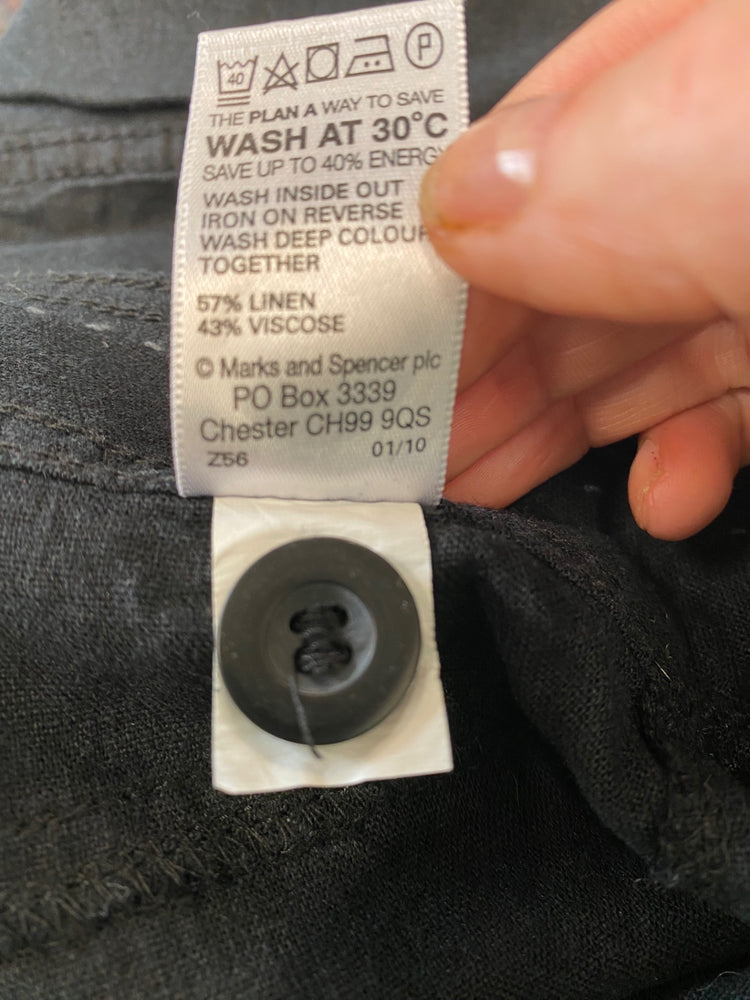 40 P
THE PLAN A WAY TO SAVE
WASH AT 30°C
SAVE UP TO 40% ENERGY
WASH INSIDE OUT
IRON ON REVERSE
WASH DEEP COLOUR
TOGETHER
57% LINEN
43% VISCOSE
© Marks and Spencer plc
PO Box 3339
Chester CH99 9QS
Z56 01/10